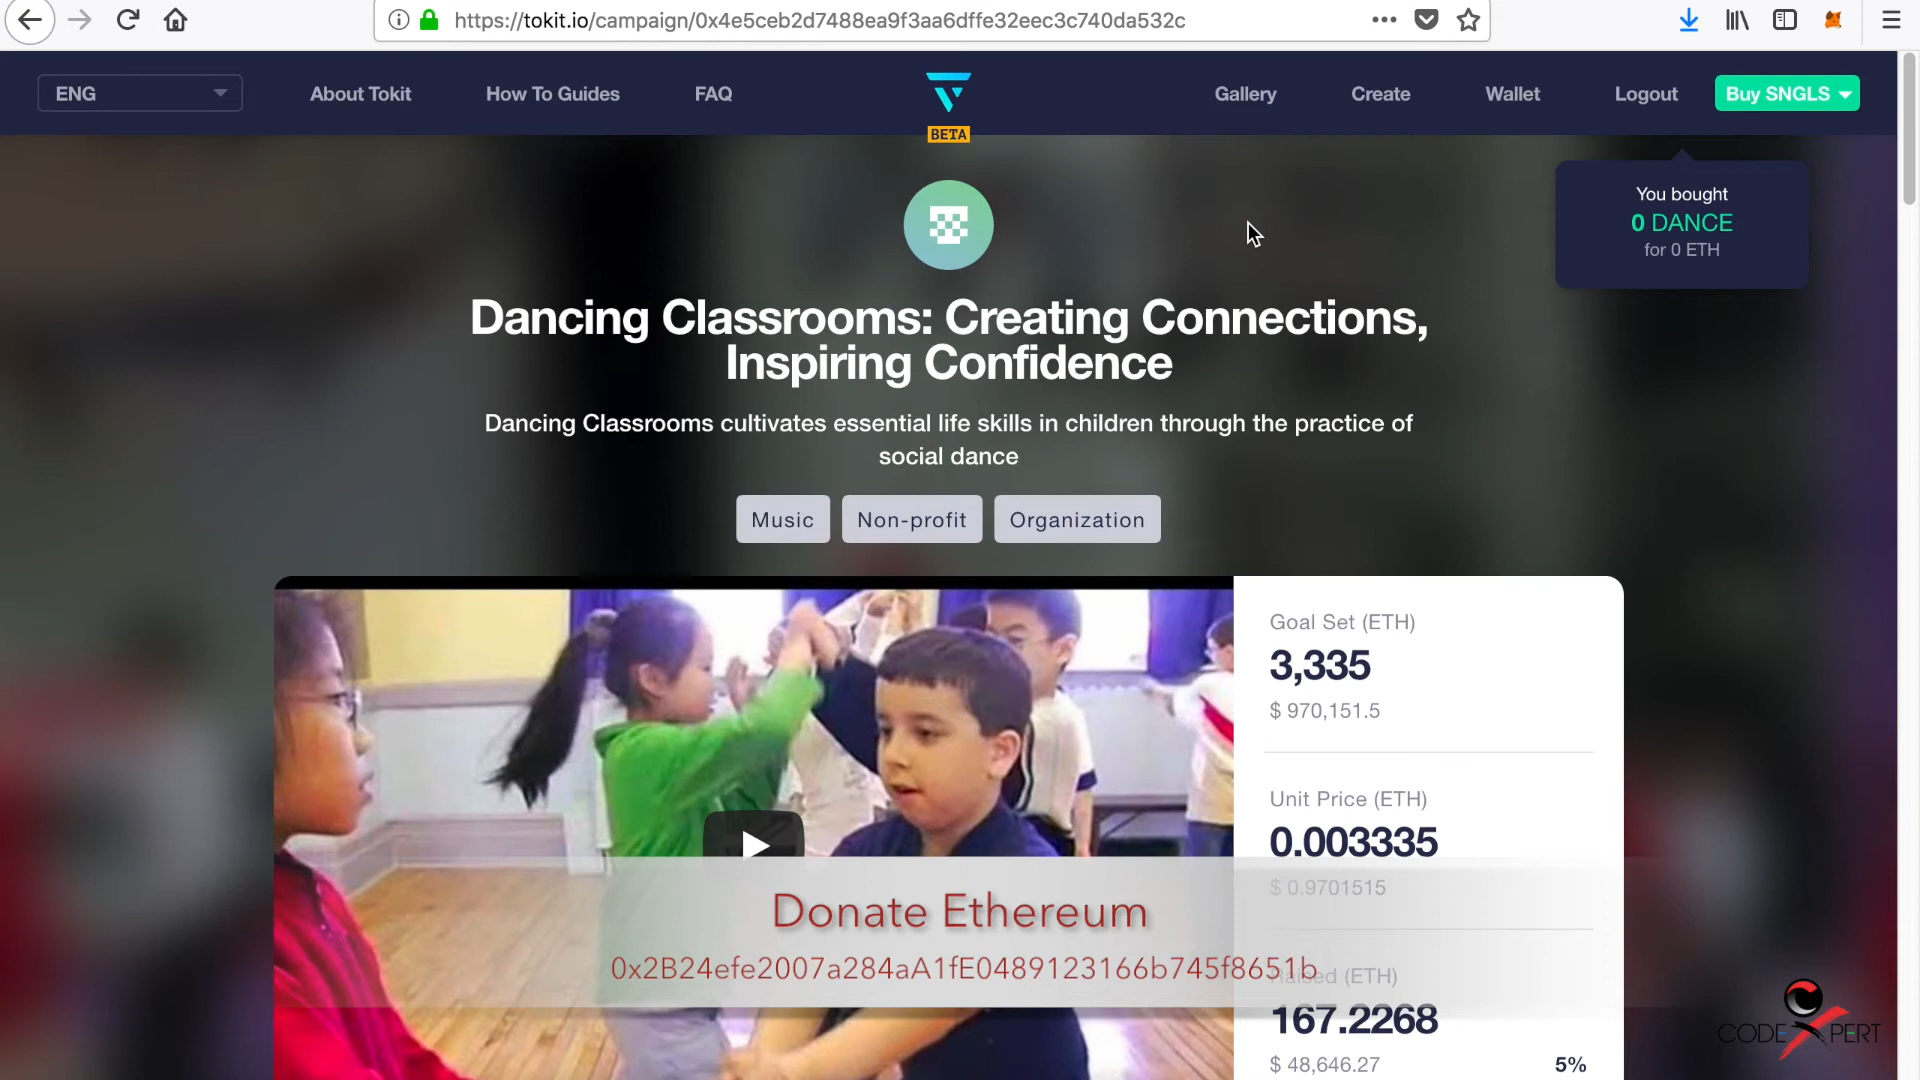 https://tokit.io/campaign/0x4e5ceb2d7488ea9f3aa6dffe32eec3c740da532c
ENG
About Tokit
How To Guides
FAQ
BETA
Gallery
Create
Wallet
Logout
Buy SNGLS
You bought
0 DANCE
for 0 ETH
Dancing Classrooms: Creating Connections,
Inspiring Confidence
Dancing Classrooms cultivates essential life skills in children through the practice of
social dance
Music
Non-profit
Organization
Goal Set (ETH)
3,335
$ 970,151.5
Unit Price (ETH)
0.003335
$ 0.9701515
Donate Ethereum
0x2B24efe2007a284aA1fE0489123166b745f8651b
Raised (ETH)
167.2268
$ 48,646.27
5%
CODEXPERT